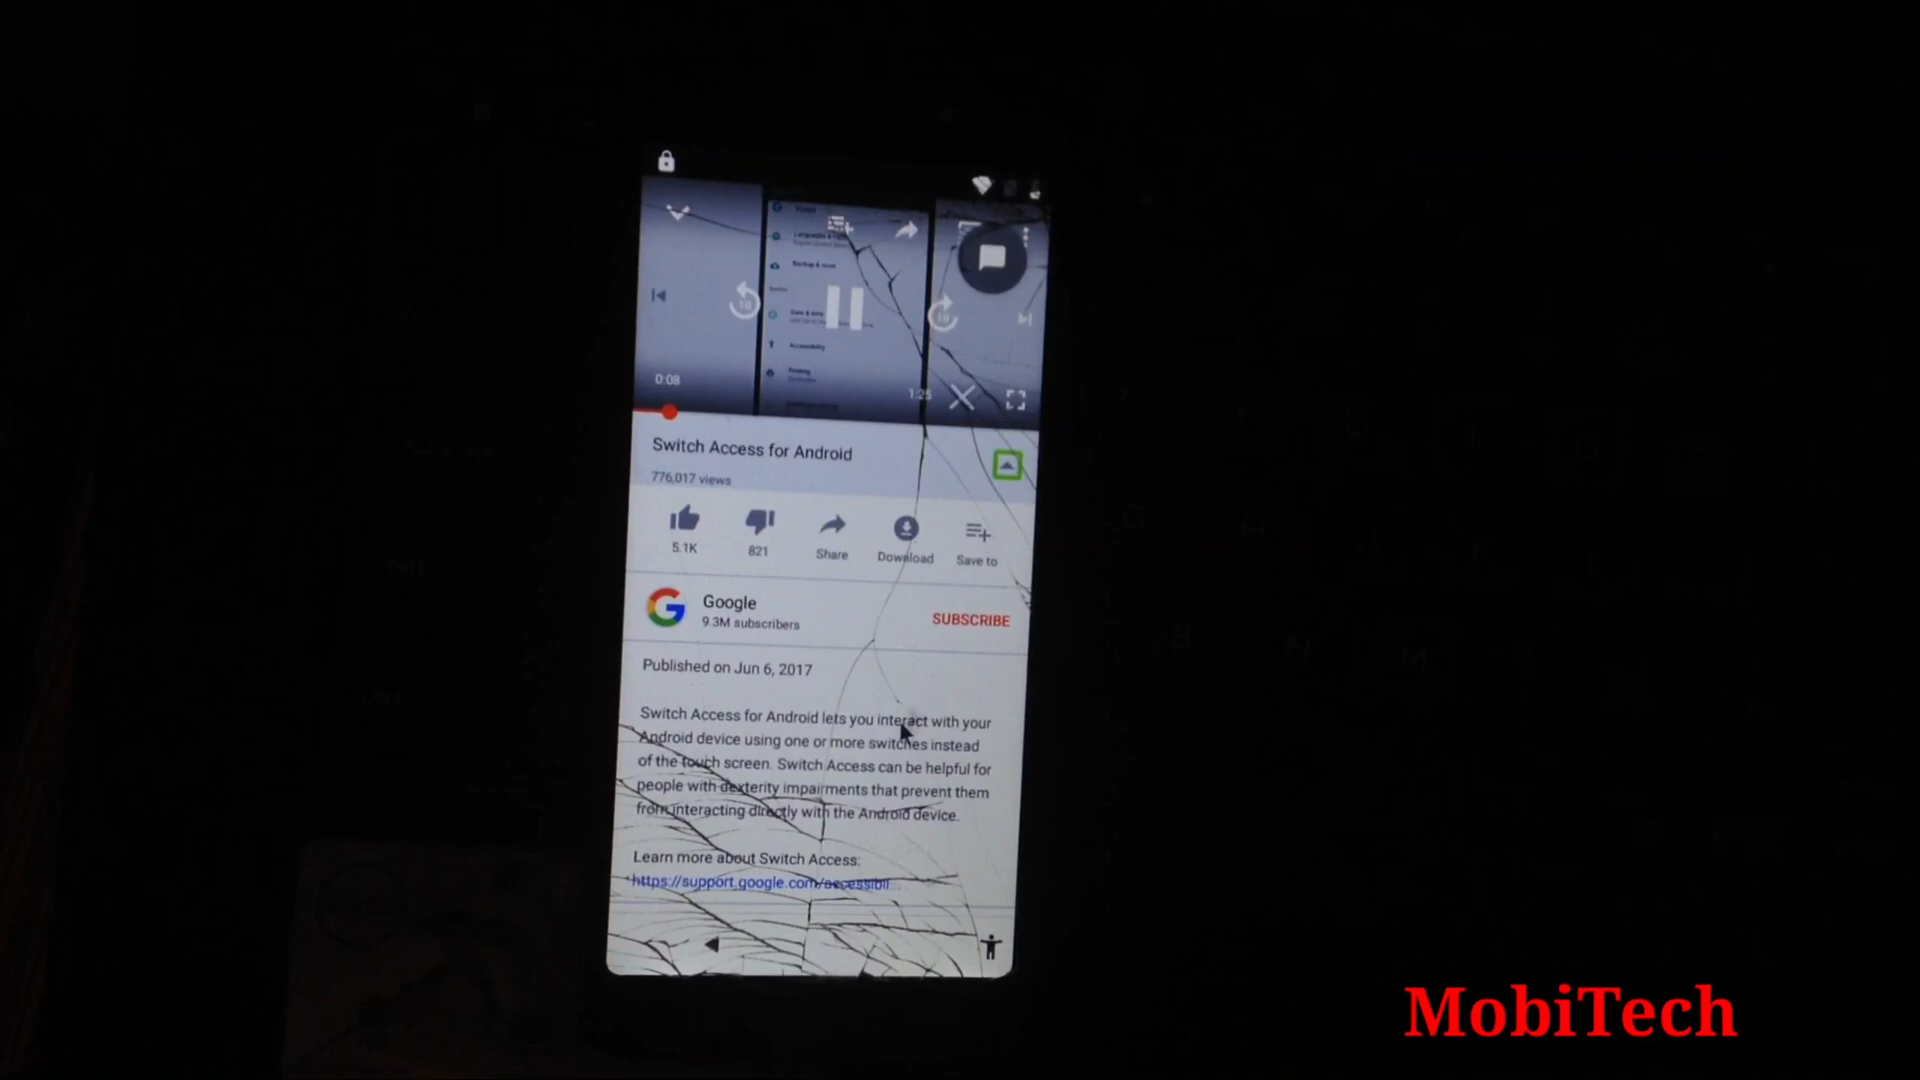 Accessibility
0:08
1:25
Switch Access for Android
776,017 views
5.1K
821
Share
Download
Save to
Google
9.3M subscribers
SUBSCRIBE
Published on Jun 6, 2017
Switch Access for Android lets you interact with your
Android device using one or more switches instead
of the touch screen. Switch Access can be helpful for
people with dexterity impairments that prevent them
from interacting directly with the Android device.
Learn more about Switch Access:
https://support.google.com/accessibil...
MobiTech